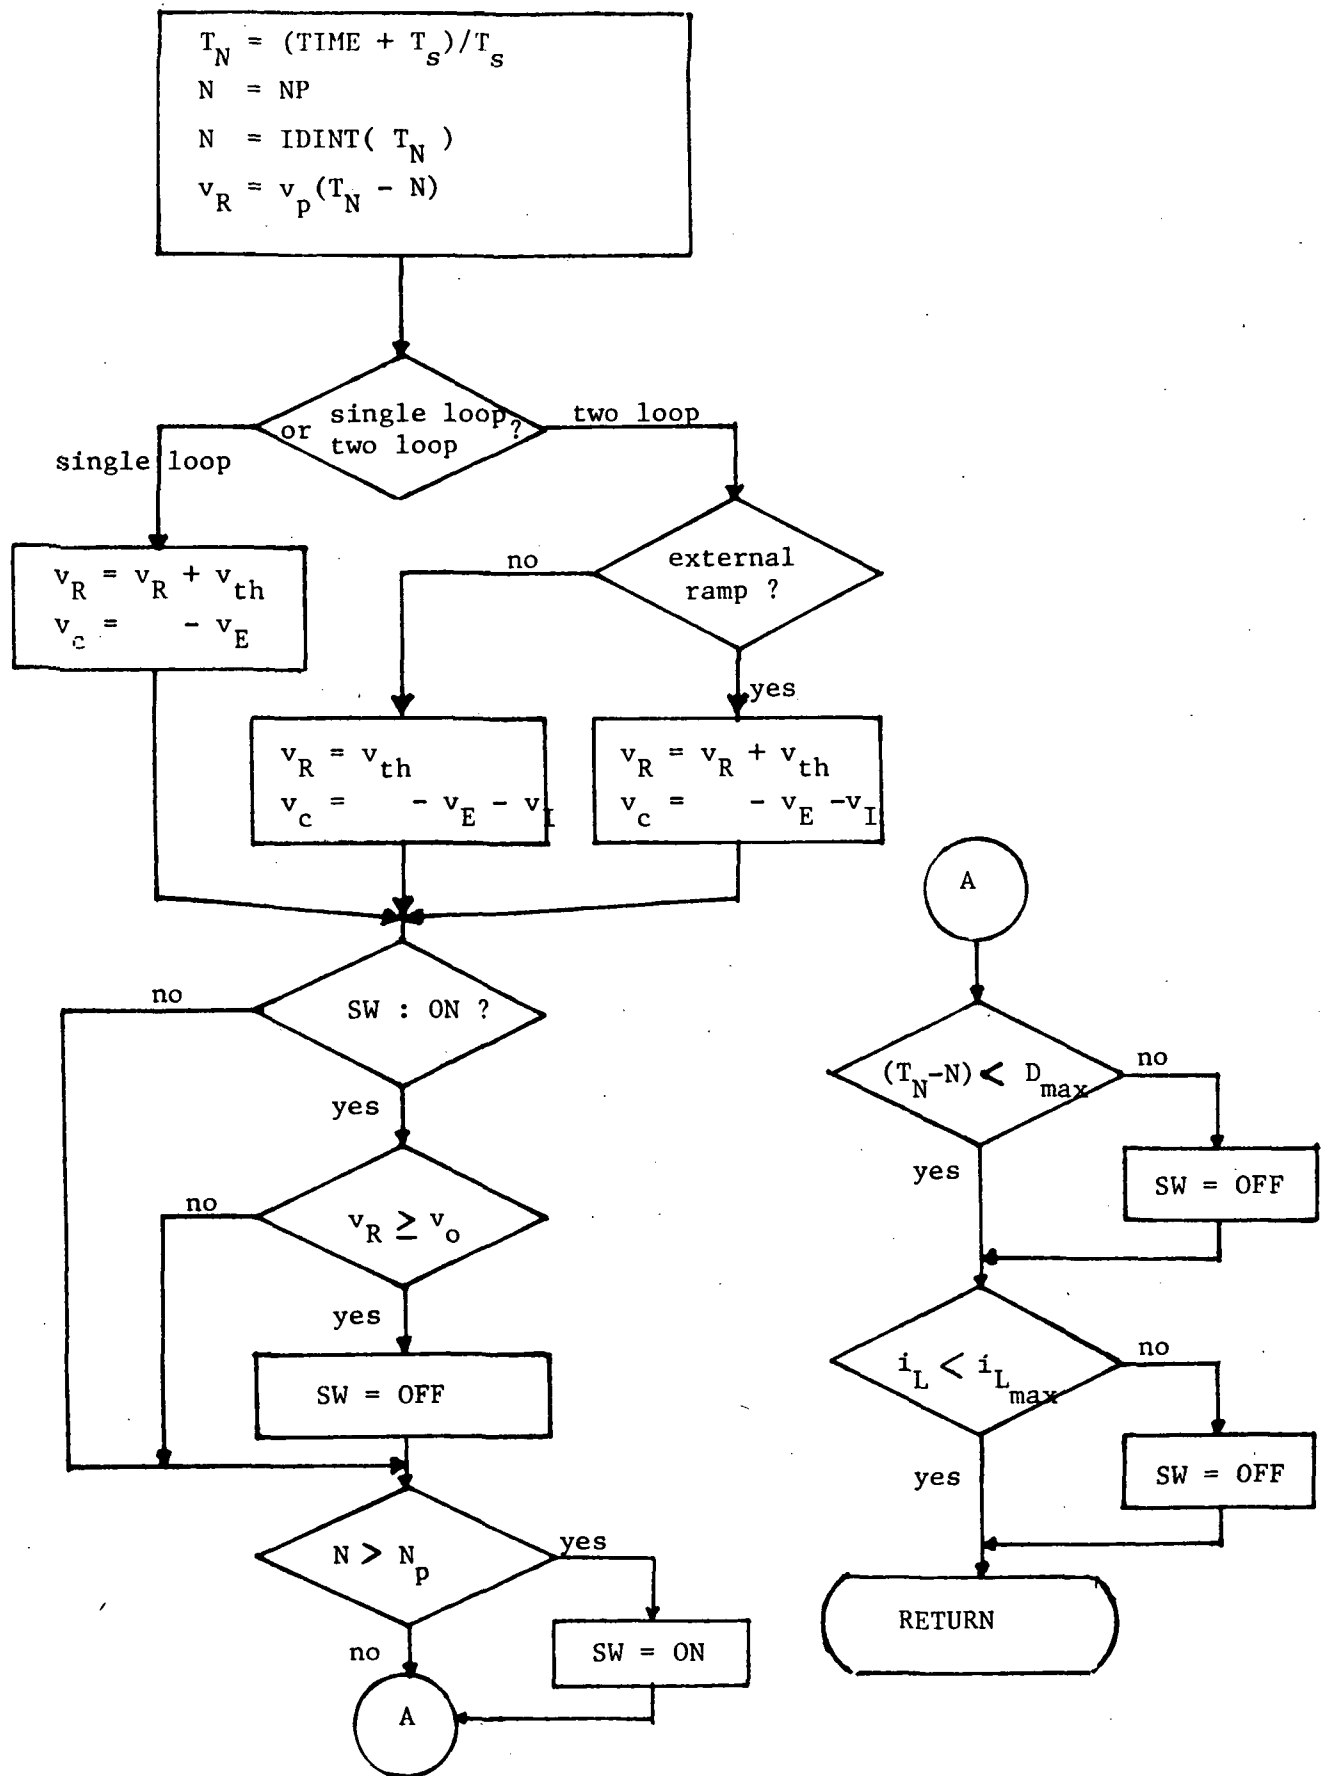 T_N = (TIME + T_s)/T_s
N = NP
N = IDINT( T_N )
v_R = v_p(T_N - N)
single loop
or two loop ?
two loop
single loop
external
ramp ?
no
yes
v_R = v_R + v_th
v_c = - v_E
v_R = v_th
v_c = - v_E - v_I
v_R = v_R + v_th
v_c = - v_E -v_I
SW : ON ?
no
yes
v_R ≥ v_o
no
yes
SW = OFF
N > N_p
yes
no
SW = ON
A
A
(T_N-N) < D_max
no
yes
SW = OFF
i_L < i_L_max
no
yes
SW = OFF
RETURN